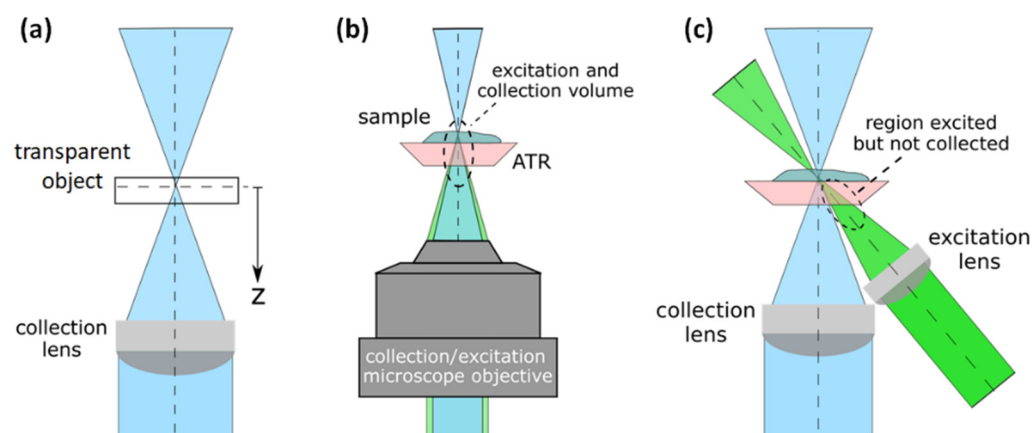 (a)
transparent
object
z
collection
lens
(b)
excitation and
collection volume
sample
ATR
collection/excitation
microscope objective
(c)
region excited
but not collected
excitation
lens
collection
lens